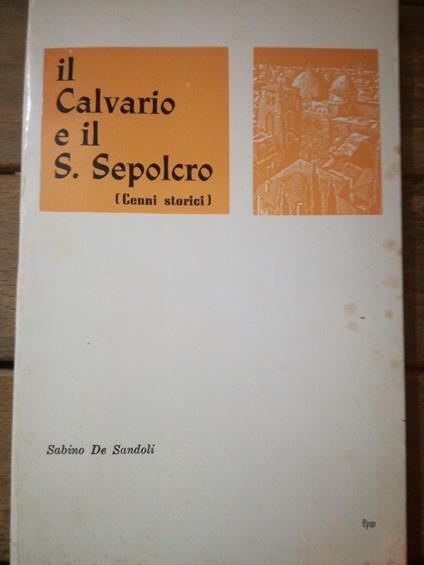 il
Calvario
e il
S. Sepolcro
(Cenni storici)
Sabino De Sandoli
fpp